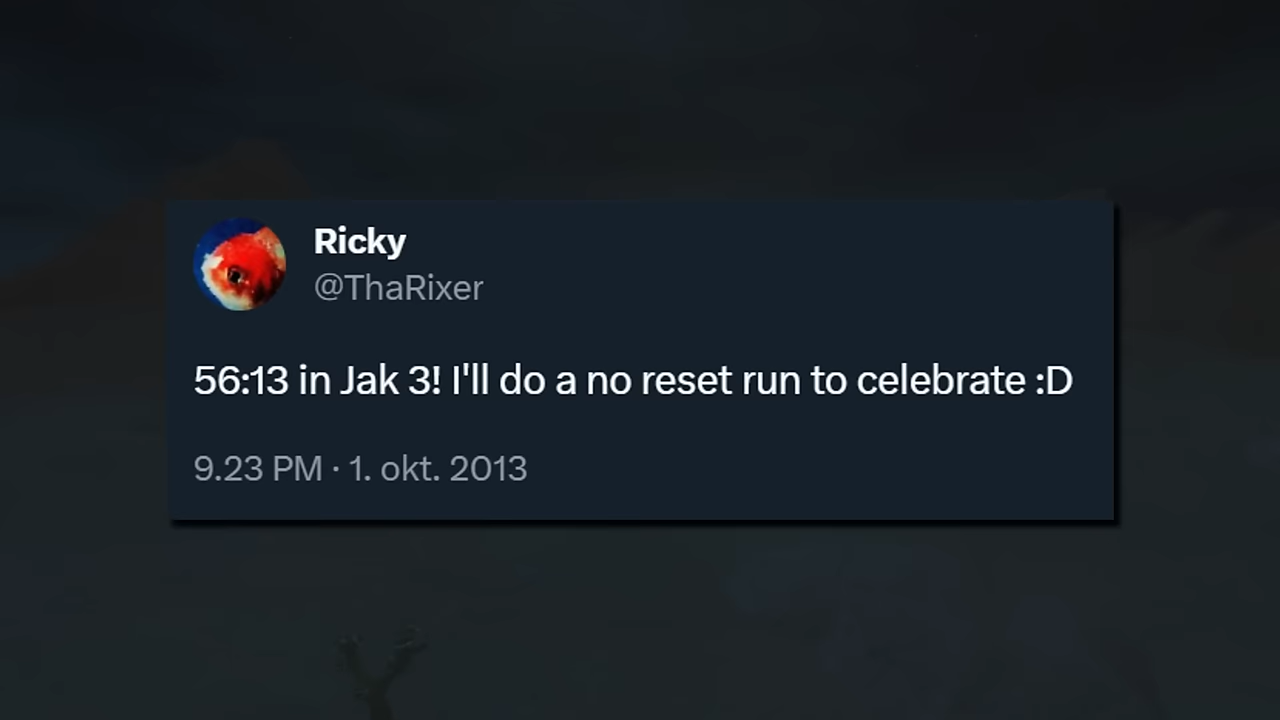 Ricky
@ThaRixer
56:13 in Jak 3! I'll do a no reset run to celebrate :D
9.23 PM · 1. okt. 2013